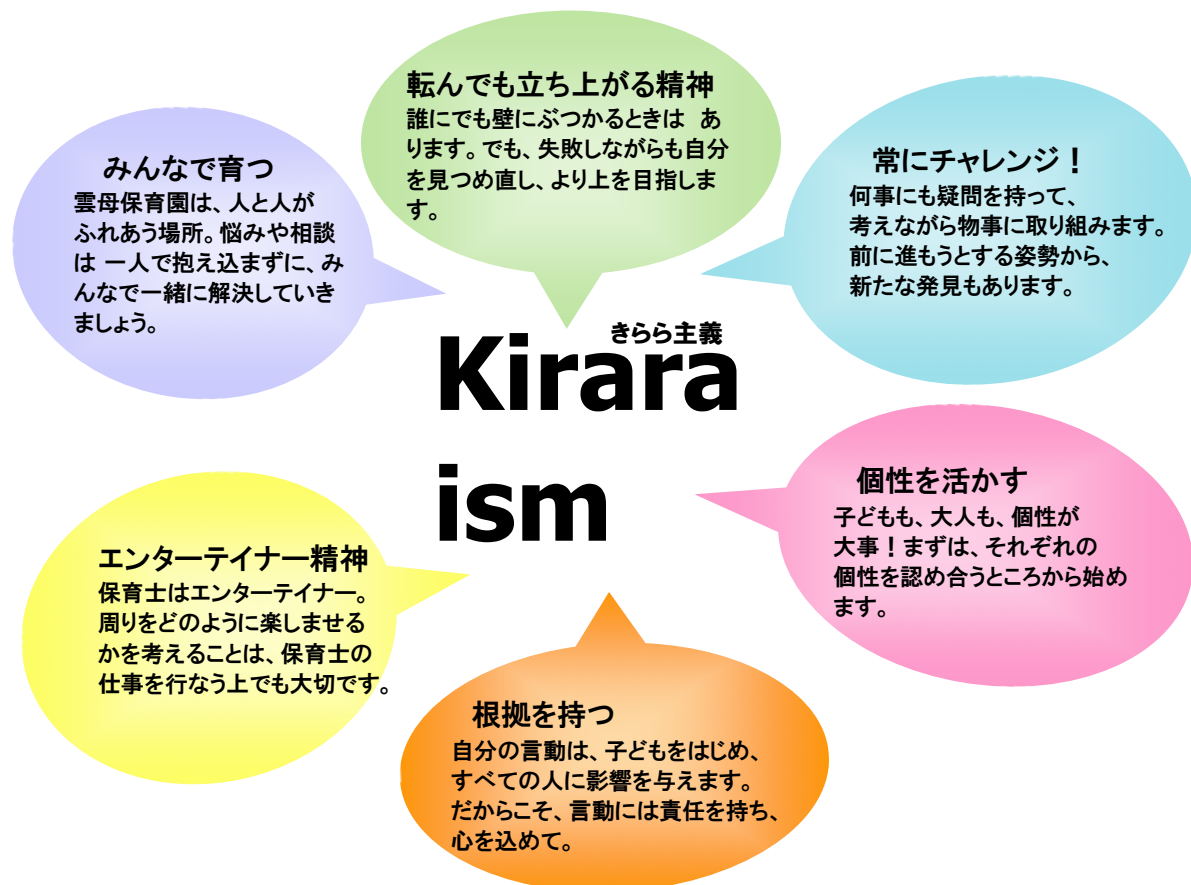 転んでも立ち上がる精神
誰にでも壁にぶつかるときは あ
ります。でも、失敗しながらも自分
を見つめ直し、より上を目指しま
す。
みんなで育つ
雲母保育園は、人と人が
ふれあう場所。悩みや相談
は 一人で抱え込まずに、み
んなで一緒に解決していき
ましょう。
常にチャレンジ！
何事にも疑問を持って、
考えながら物事に取り組みます。
前に進もうとする姿勢から、
新たな発見もあります。
きらら主義
Kirara
ism
個性を活かす
子どもも、大人も、個性が
大事！まずは、それぞれの
個性を認め合うところから始め
ます。
エンターテイナー精神
保育士はエンターテイナー。
周りをどのように楽しませる
かを考えることは、保育士の
仕事を行なう上でも大切です。
根拠を持つ
自分の言動は、子どもをはじめ、
すべての人に影響を与えます。
だからこそ、言動には責任を持ち、
心を込めて。